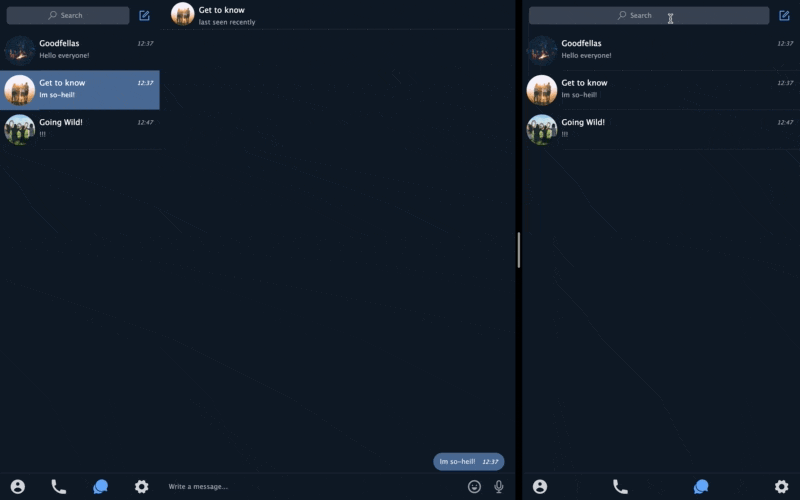 Search
Goodfellas 12:37
Hello everyone!
Get to know 12:37
Im so-heil!
Going Wild! 12:47
!!!
Get to know
last seen recently
Im so-heil! 12:37
Write a message...
Search
Goodfellas 12:37
Hello everyone!
Get to know 12:37
Im so-heil!
Going Wild! 12:47
!!!